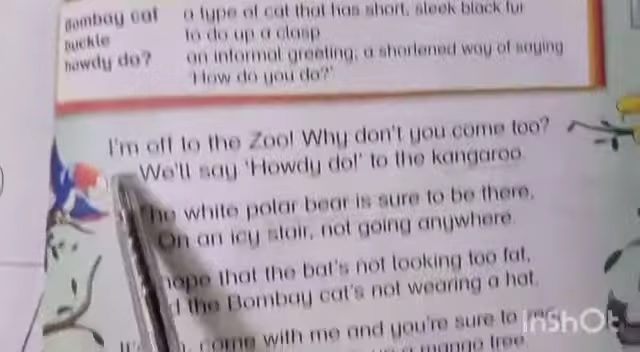 Bombay cat a type of cat that has short, sleek black fur
buckle to do up a clasp
howdy do? an informal greeting, a shortened way of saying
'How do you do?'
I'm off to the Zoo! Why don't you come too?
We'll say 'Howdy do!' to the kangaroo.
The white polar bear is sure to be there,
On an icy stair, not going anywhere.
hope that the bat's not looking too fat,
the Bombay cat's not wearing a hat.
come with me and you're sure to
a mango tree.
InShOt